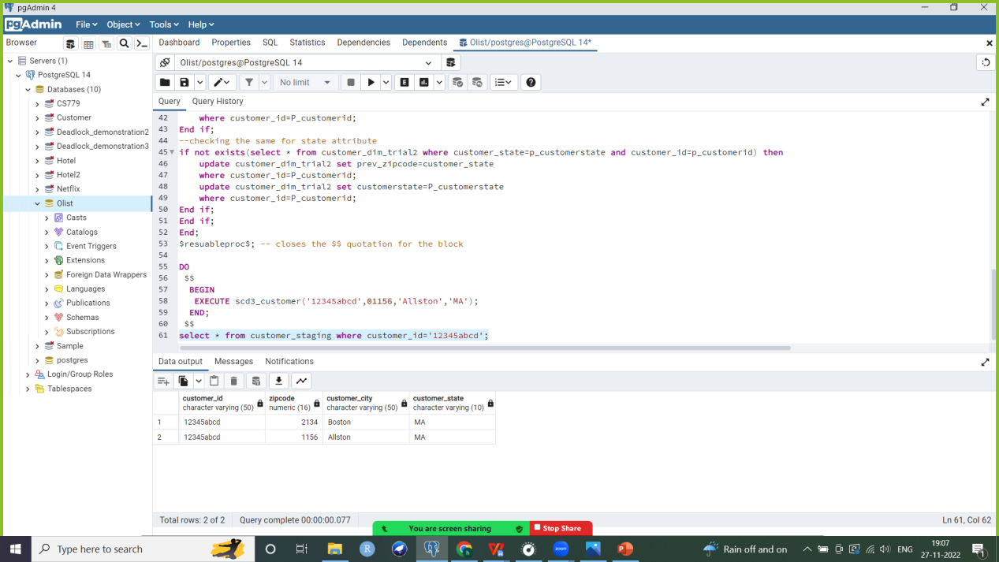 pgAdmin 4
pgAdmin File Object Tools Help
Browser
Dashboard Properties SQL Statistics Dependencies Dependents Olist/postgres@PostgreSQL 14*
Servers (1)
PostgreSQL 14
Databases (10)
CS779
Customer
Deadlock_demonstration2
Deadlock_demonstration3
Hotel
Hotel2
Netflix
Olist
Casts
Catalogs
Event Triggers
Extensions
Foreign Data Wrappers
Languages
Publications
Schemas
Subscriptions
Sample
postgres
Login/Group Roles
Tablespaces
Olist/postgres@PostgreSQL 14
No limit
E
Query Query History
42 where customer_id=P_customerid;
43 End if;
44 --checking the same for state attribute
45 if not exists(select * from customer_dim_trial2 where customer_state=p_customerstate and customer_id=p_customerid) then
46 update customer_dim_trial2 set prev_zipcode=customer_state
47 where customer_id=P_customerid;
48 update customer_dim_trial2 set customerstate=P_customerstate
49 where customer_id=P_customerid;
50 End if;
51 End if;
52 End;
53 $resuableproc$; -- closes the $$ quotation for the block
54
55 DO
56 $$
57 BEGIN
58 EXECUTE scd3_customer('12345abcd',01156,'Allston','MA');
59 END;
60 $$
61 select * from customer_staging where customer_id='12345abcd';
Data output Messages Notifications
customer_id zipcode customer_city customer_state
character varying (50) numeric (16) character varying (50) character varying (10)
1 12345abcd 2134 Boston MA
2 12345abcd 1156 Allston MA
Total rows: 2 of 2 Query complete 00:00:00.077 Ln 61, Col 62
You are screen sharing Stop Share
Type here to search
Rain off and on
ENG
19:07
27-11-2022
1